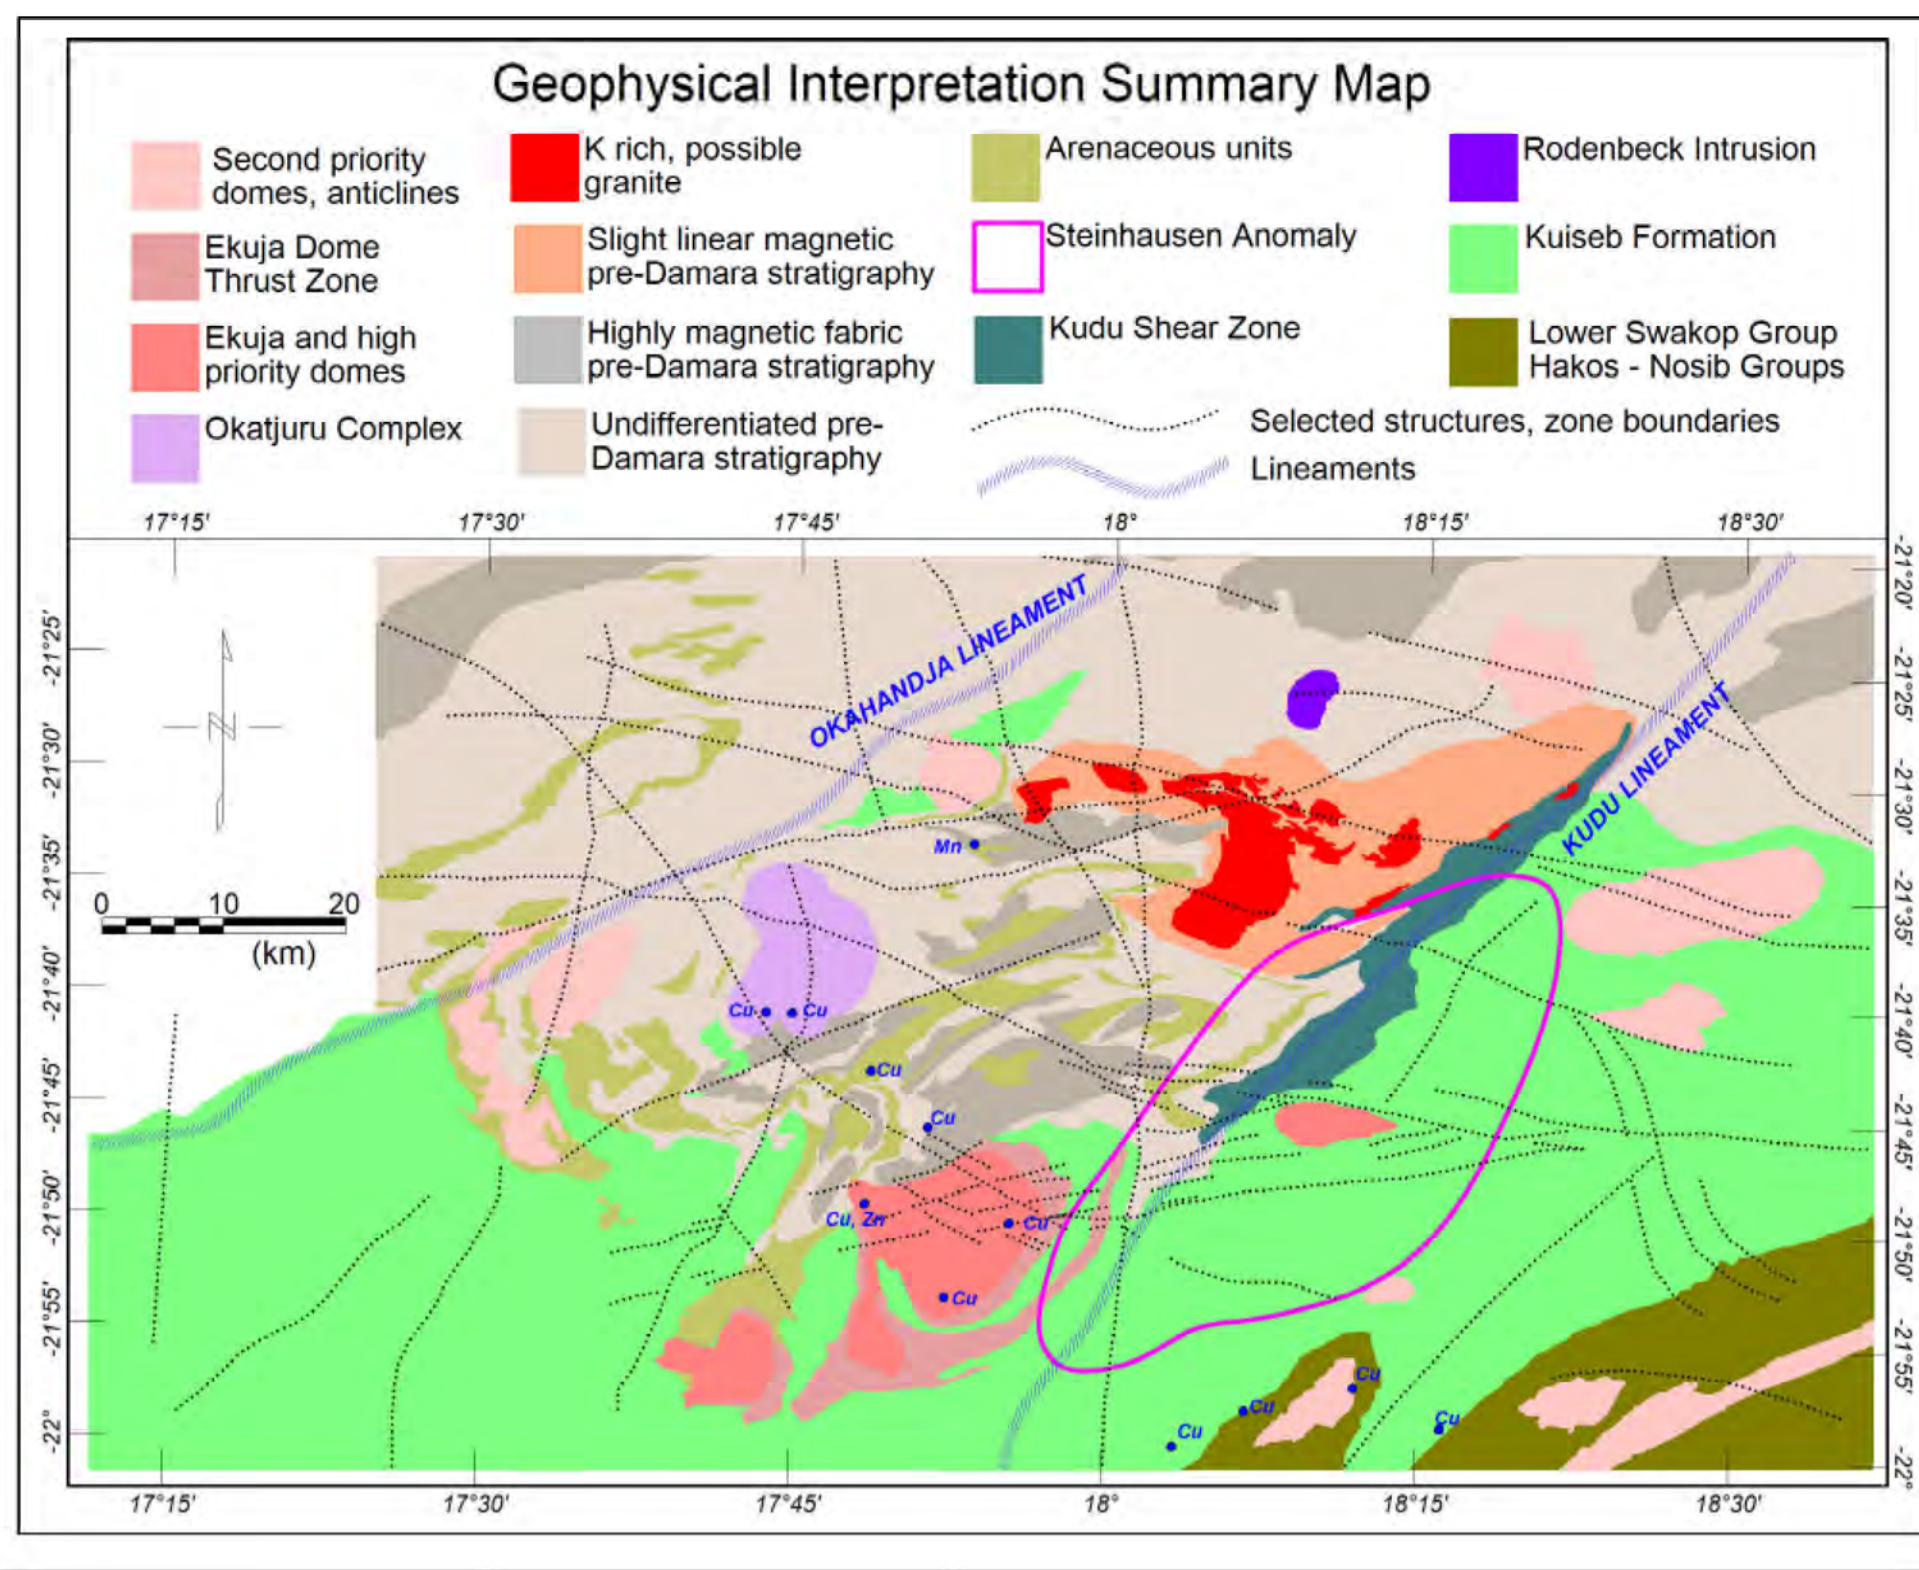 Geophysical Interpretation Summary Map
Second priority
domes, anticlines
Ekuja Dome
Thrust Zone
Ekuja and high
priority domes
Okatjuru Complex
K rich, possible
granite
Slight linear magnetic
pre-Damara stratigraphy
Highly magnetic fabric
pre-Damara stratigraphy
Undifferentiated pre-
Damara stratigraphy
Arenaceous units
Steinhausen Anomaly
Kudu Shear Zone
Rodenbeck Intrusion
Kuiseb Formation
Lower Swakop Group
Hakos - Nosib Groups
Selected structures, zone boundaries
Lineaments
17°15' 17°30' 17°45' 18° 18°15' 18°30'
-21°25'
-21°30'
-21°35'
-21°40'
-21°45'
-21°50'
-21°55'
-22°
N
0 10 20
(km)
OKAHANDJA LINEAMENT
KUDU LINEAMENT
Mn
Cu
Cu
Cu
Cu
Cu, Zn
Cu
Cu
Cu
Cu
Cu
Cu
-21°20'
-21°25'
-21°30'
-21°35'
-21°40'
-21°45'
-21°50'
-21°55'
-22°
17°15' 17°30' 17°45' 18° 18°15' 18°30'